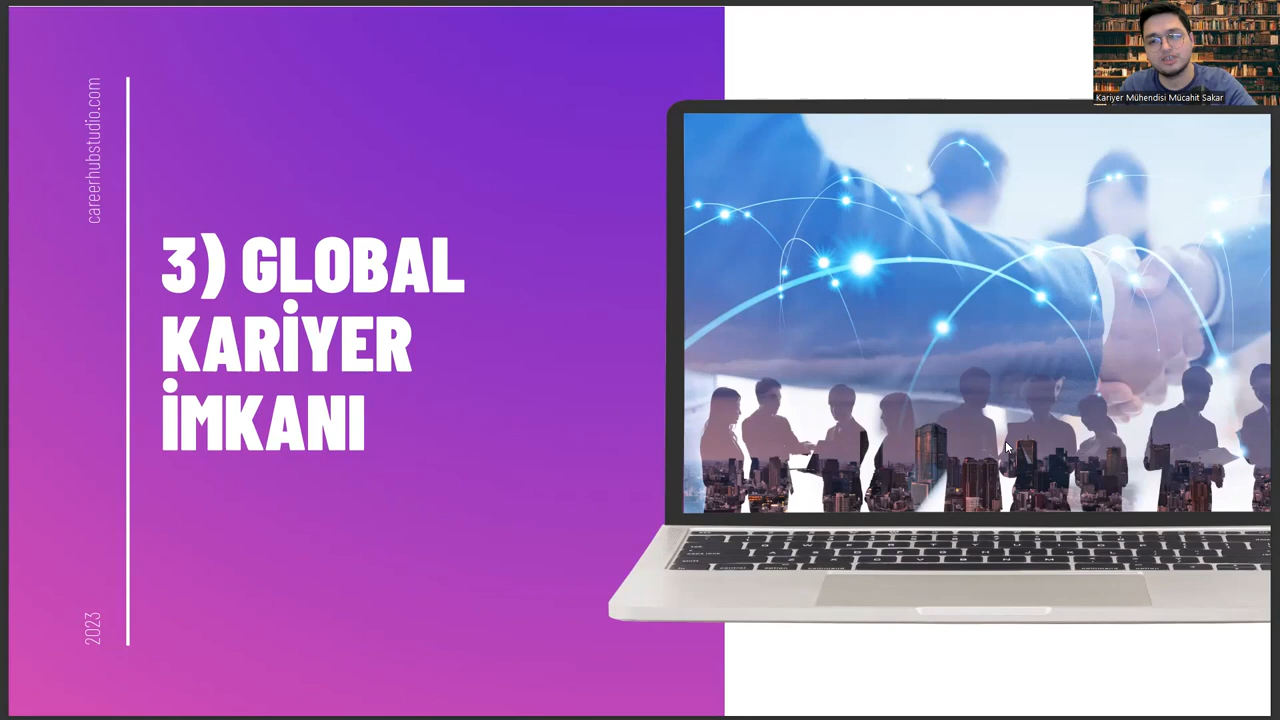 careerhubstudio.com
3) GLOBAL
KARİYER
İMKANI
2023
Kariyer Mühendisi Mücahit Sakar